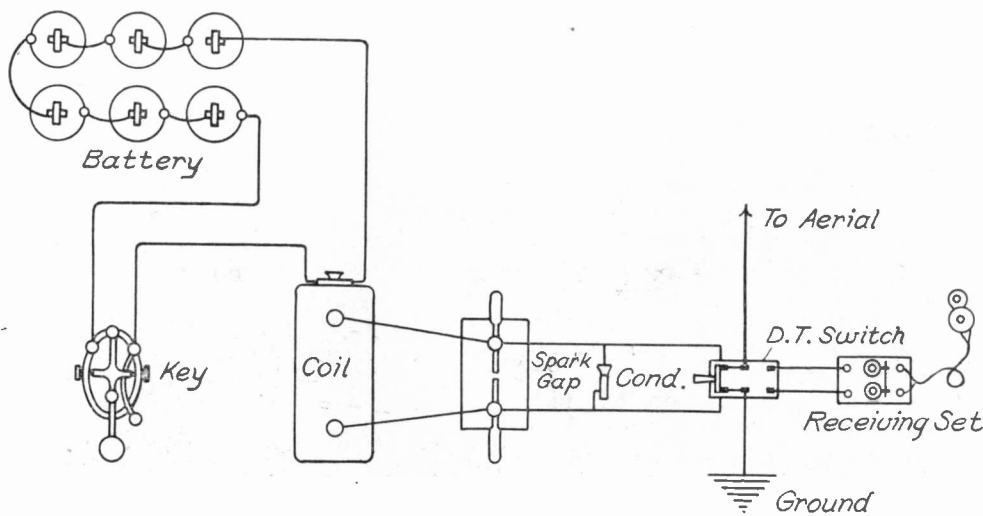 Battery
To Aerial
D.T. Switch
Key
Coil
Spark
Gap
Cond.
Receiving Set
Ground